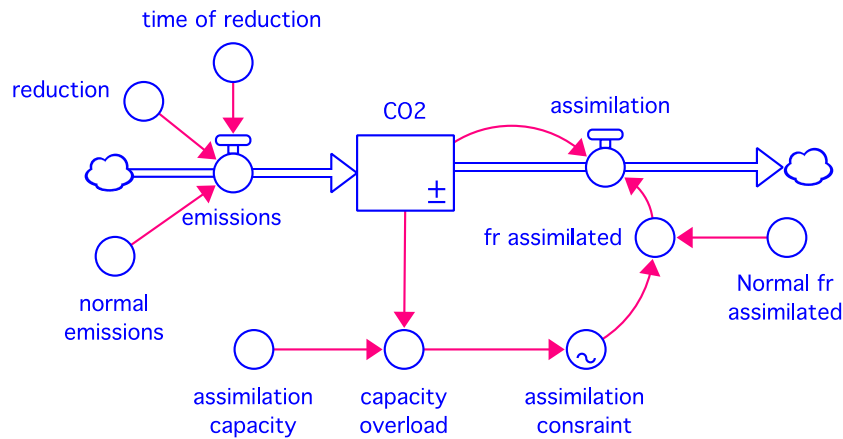 time of reduction
reduction
CO2
assimilation
±
emissions
fr assimilated
normal
emissions
Normal fr
assimilated
~
assimilation
capacity
capacity
overload
assimilation
consraint